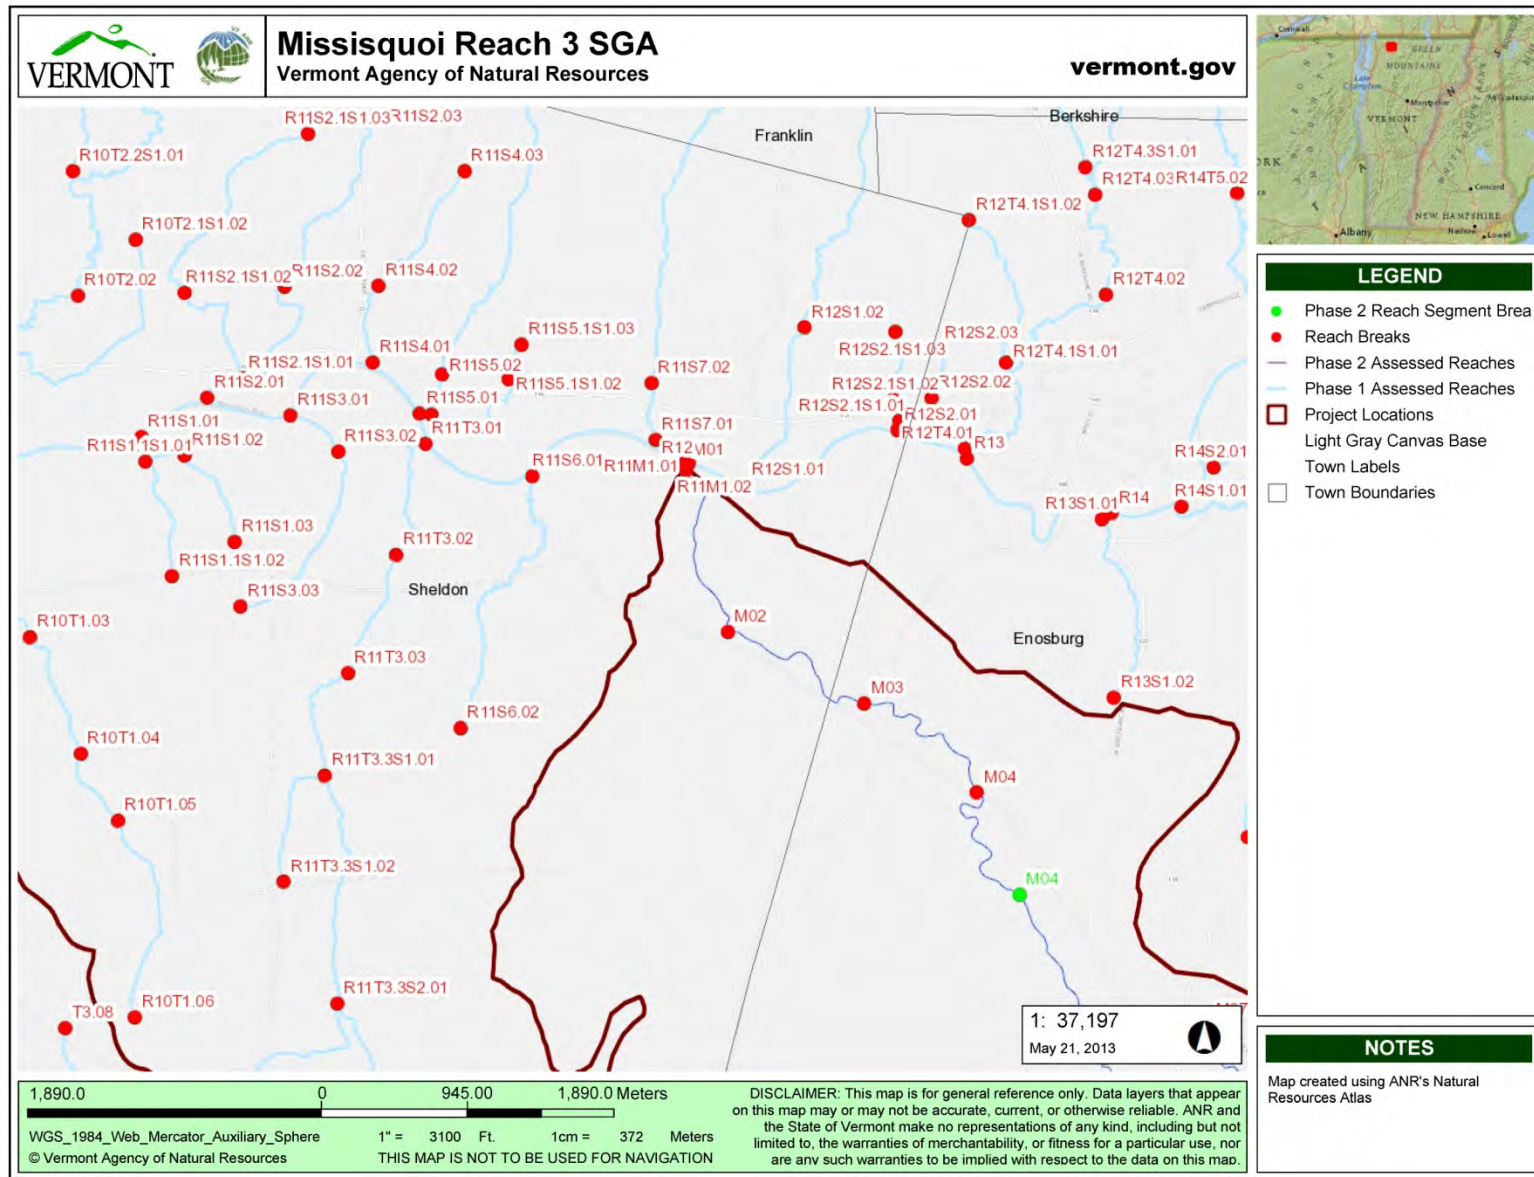 VERMONT
Missisquoi Reach 3 SGA
Vermont Agency of Natural Resources
vermont.gov
Franklin
Berkshire
R11S2.1S1.03
R11S2.03
R10T2.2S1.01
R11S4.03
R12T4.3S1.01
R12T4.03
R14T5.02
R12T4.1S1.02
R10T2.1S1.02
R10T2.02
R11S2.1S1.02
R11S2.02
R11S4.02
R12T4.02
R12S1.02
R12S2.03
R11S5.1S1.03
R12S2.1S1.03
R11S4.01
R12T4.1S1.01
R11S2.1S1.01
R11S5.02
R11S7.02
R11S5.1S1.02
R12S2.1S1.02
R12S2.02
R11S2.01
R11S3.01
R11S5.01
R12S2.1S1.01
R12S2.01
R11S1.01
R11T3.01
R11S7.01
R12T4.01
R13
R11S1.1S1.01
R11S1.02
R11S3.02
R12
M01
R11S6.01
R11M1.01
R12S1.01
R14S2.01
R11M1.02
R13S1.01
R14
R14S1.01
R11S1.03
R11T3.02
R11S1.1S1.02
Sheldon
R11S3.03
R10T1.03
M02
Enosburg
R11T3.03
M03
R13S1.02
R11S6.02
R10T1.04
R11T3.3S1.01
M04
R10T1.05
R11T3.3S1.02
M04
R11T3.3S2.01
R10T1.06
T3.08
1: 37,197
May 21, 2013
Cornwall
GREEN
MOUNTAINS
Lake
Champlain
Montpelier
VERMONT
Concord
NEW HAMPSHIRE
Nashua
Lowell
Albany
LEGEND
Phase 2 Reach Segment Brea
Reach Breaks
Phase 2 Assessed Reaches
Phase 1 Assessed Reaches
Project Locations
Light Gray Canvas Base
Town Labels
Town Boundaries
NOTES
Map created using ANR's Natural
Resources Atlas
1,890.0 0 945.00 1,890.0 Meters
WGS_1984_Web_Mercator_Auxiliary_Sphere
1" = 3100 Ft. 1cm = 372 Meters
© Vermont Agency of Natural Resources
THIS MAP IS NOT TO BE USED FOR NAVIGATION
DISCLAIMER: This map is for general reference only. Data layers that appear
on this map may or may not be accurate, current, or otherwise reliable. ANR and
the State of Vermont make no representations of any kind, including but not
limited to, the warranties of merchantability, or fitness for a particular use, nor
are any such warranties to be implied with respect to the data on this map.